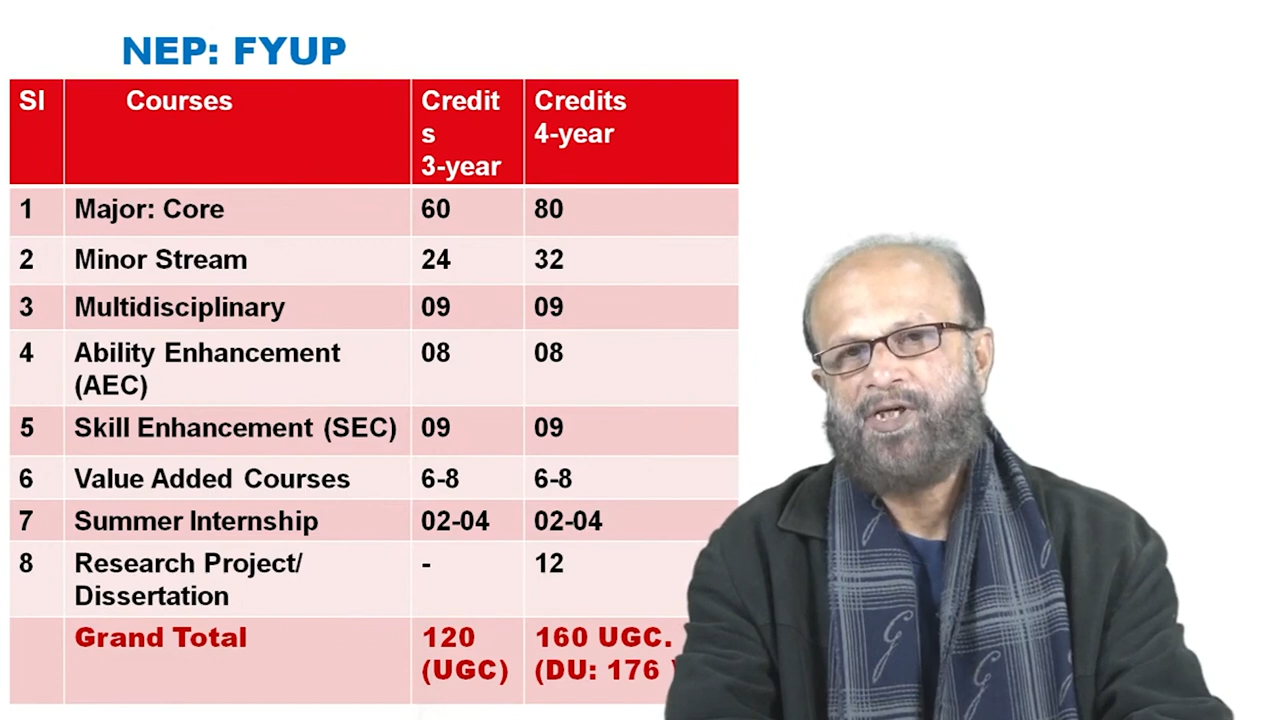 NEP: FYUP
Sl Courses Credit Credits
s 4-year
3-year
1 Major: Core 60 80
2 Minor Stream 24 32
3 Multidisciplinary 09 09
4 Ability Enhancement 08 08
(AEC)
5 Skill Enhancement (SEC) 09 09
6 Value Added Courses 6-8 6-8
7 Summer Internship 02-04 02-04
8 Research Project/ - 12
Dissertation
Grand Total 120 160 UGC.
(UGC) (DU: 176 )